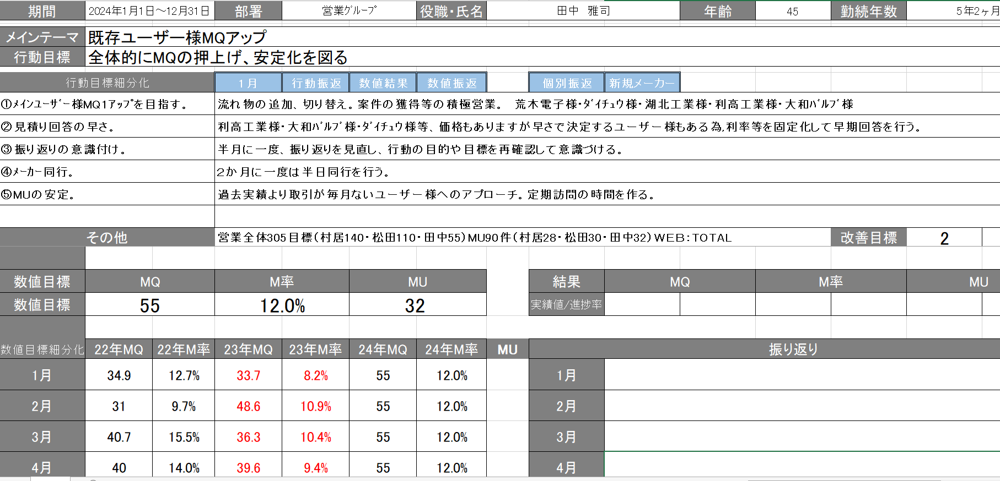 期間 2024年1月1日～12月31日 部署 営業ｸﾞﾙｰﾌﾟ 役職・氏名 田中 雅司 年齢 45 勤続年数 5年2ヶ月
メインテーマ 既存ユーザー様MQアップ
行動目標 全体的にMQの押上げ、安定化を図る
行動目標細分化 1月 行動振返 数値結果 数値振返 個別振返 新規メーカー
①ﾒｲﾝﾕｰｻﾞｰ様MQ1ｱｯﾌﾟを目指す。 流れ物の追加、切り替え。案件の獲得等の積極営業。 荒木電子様・ﾀﾞｲﾁｭｳ様・湖北工業様・利高工業様・大和ﾊﾞﾙﾌﾞ様
②見積り回答の早さ。 利高工業様・大和ﾊﾞﾙﾌﾞ様・ﾀﾞｲﾁｭｳ様等、価格もありますが早さで決定するユーザー様もある為,利率等を固定化して早期回答を行う。
③振り返りの意識付け。 半月に一度、振り返りを見直し、行動の目的や目標を再確認して意識づける。
④ﾒｰｶｰ同行。 2か月に一度は半日同行を行う。
⑤MUの安定。 過去実績より取引が毎月ないユーザー様へのアプローチ。定期訪問の時間を作る。
その他 営業全体305目標(村居140・松田110・田中55)MU90件(村居28・松田30・田中32)WEB:TOTAL 改善目標 2
数値目標 MQ M率 MU 結果 MQ M率 MU
数値目標 55 12.0% 32 実績値/進捗率
数値目標細分化 22年MQ 22年M率 23年MQ 23年M率 24年MQ 24年M率 MU 振り返り
1月 34.9 12.7% 33.7 8.2% 55 12.0% 1月
2月 31 9.7% 48.6 10.9% 55 12.0% 2月
3月 40.7 15.5% 36.3 10.4% 55 12.0% 3月
4月 40 14.0% 39.6 9.4% 55 12.0% 4月